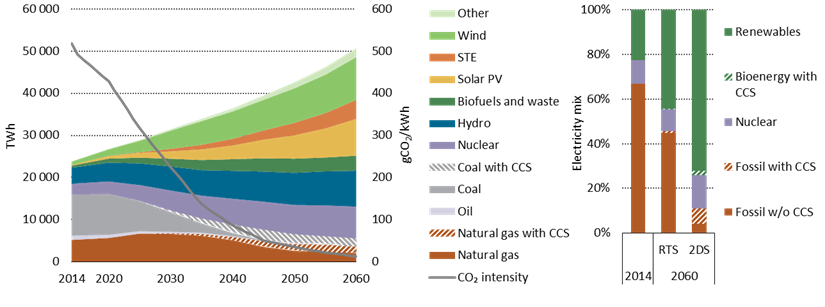 60 000
50 000
40 000
30 000
20 000
10 000
0
TWh
600
500
400
300
200
100
0
gCO₂/kWh
2014 2020 2030 2040 2050 2060
Other
Wind
STE
Solar PV
Biofuels and waste
Hydro
Nuclear
Coal with CCS
Coal
Oil
Natural gas with CCS
Natural gas
CO₂ intensity
100%
80%
60%
40%
20%
0%
Electricity mix
RTS 2DS
2014 2060
Renewables
Bioenergy with
CCS
Nuclear
Fossil with CCS
Fossil w/o CCS